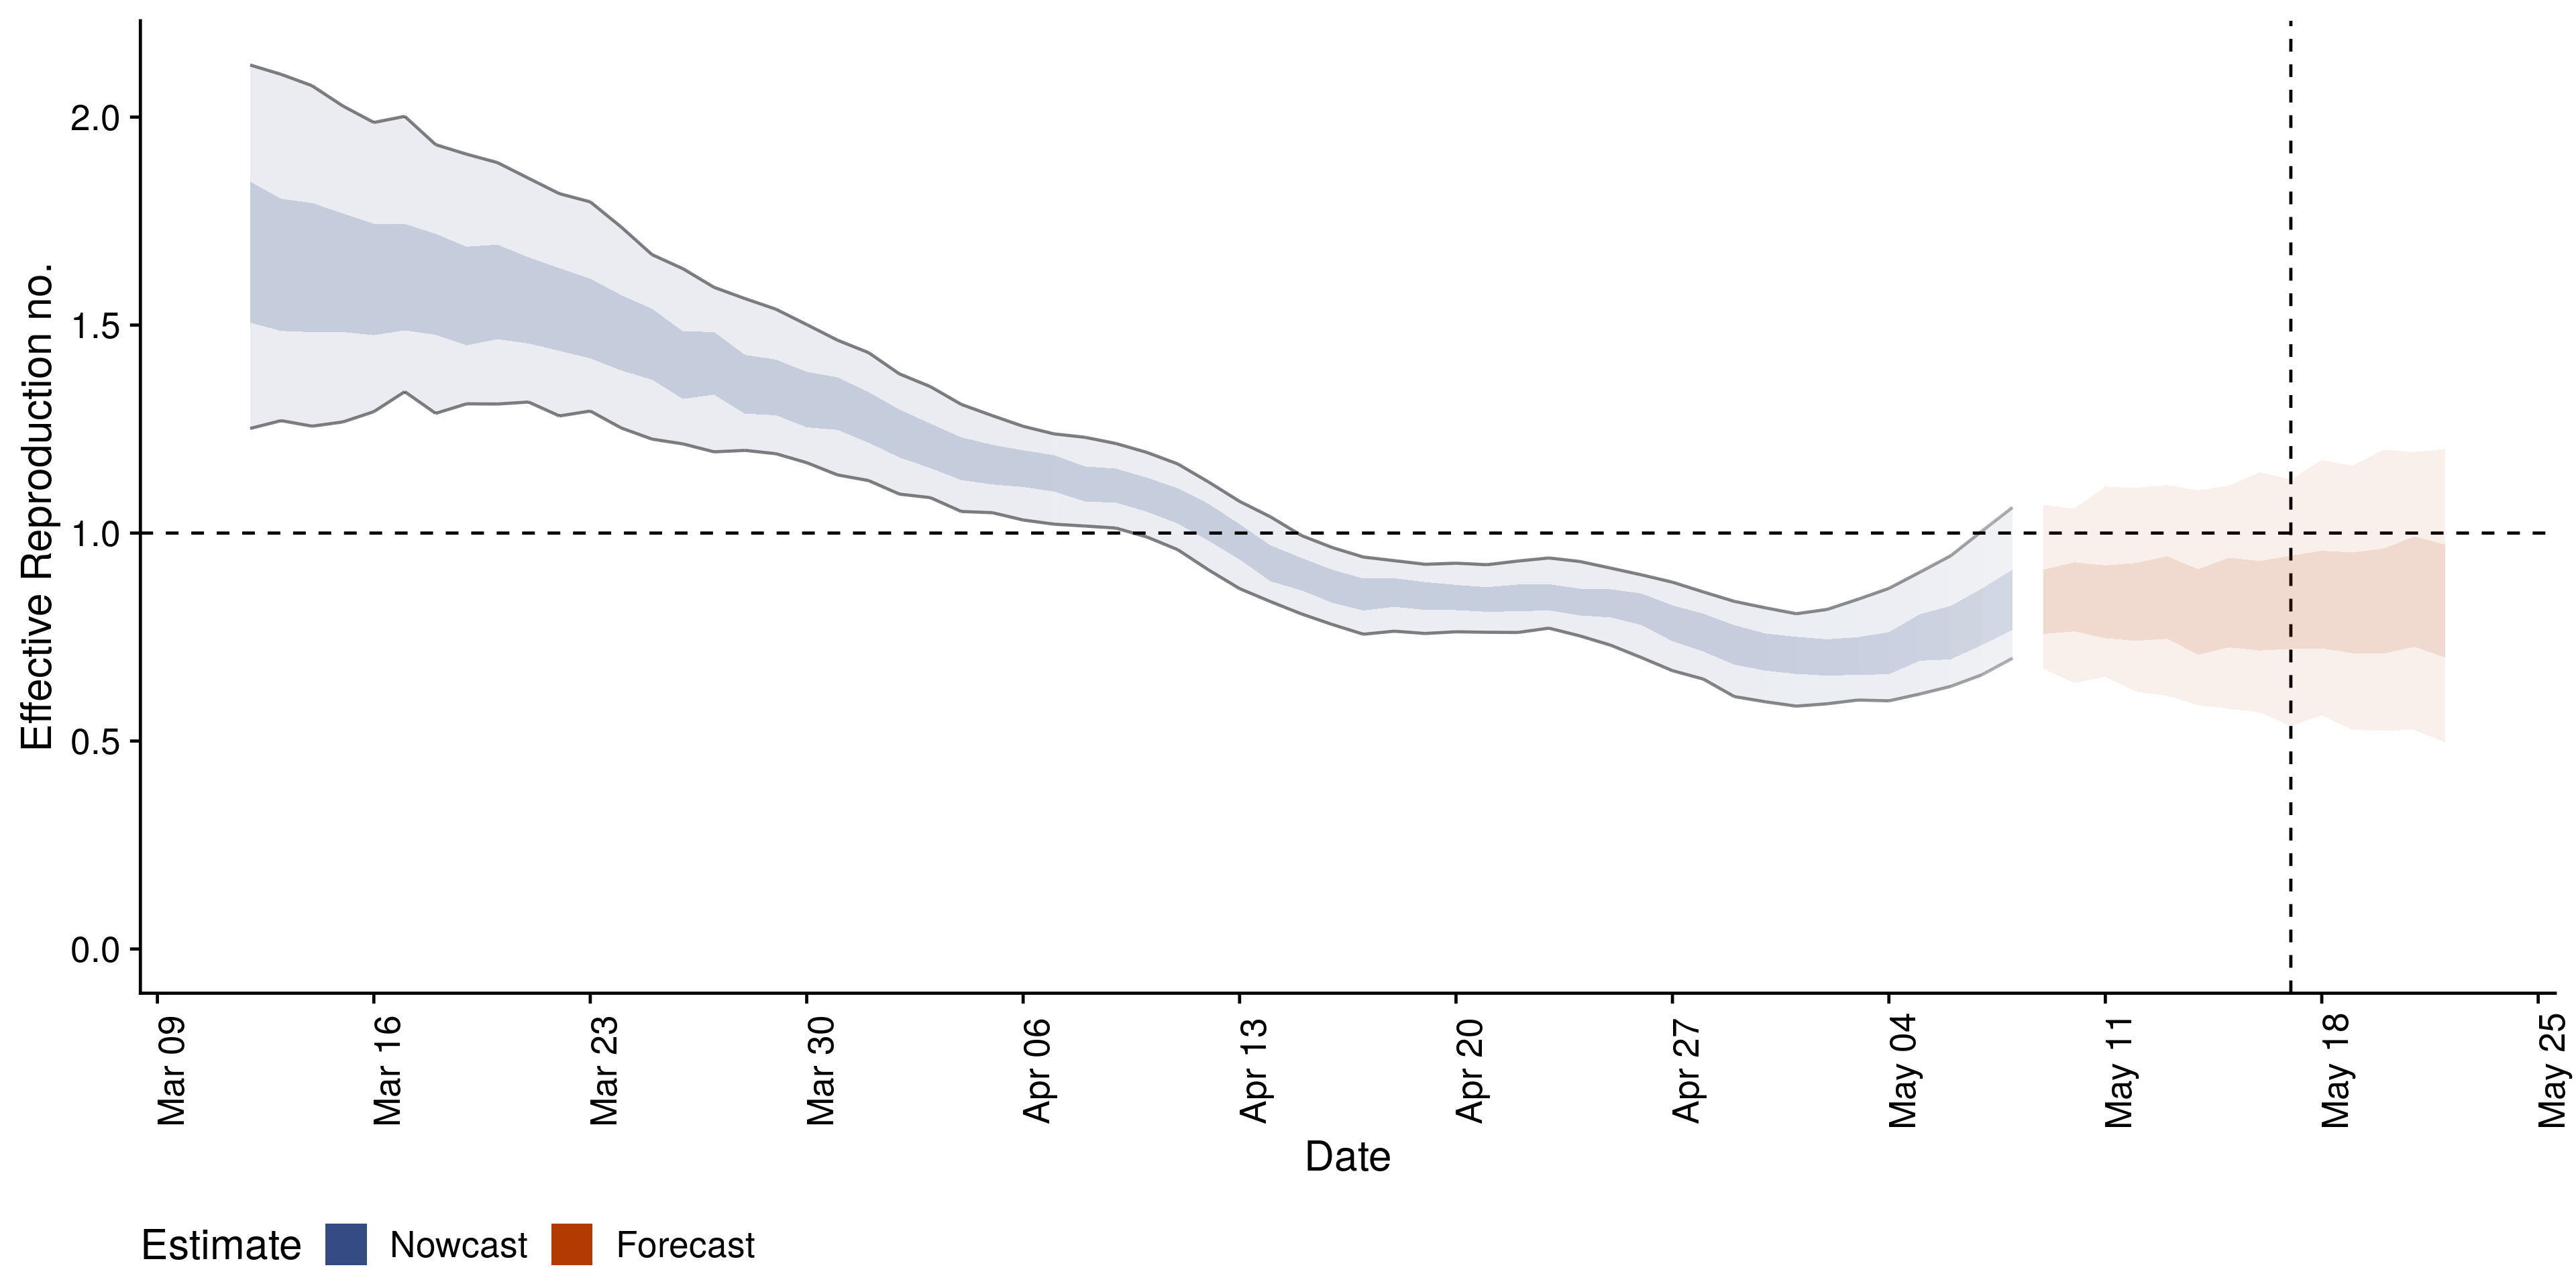 Effective Reproduction no.
2.0
1.5
1.0
0.5
0.0
Mar 09
Mar 16
Mar 23
Mar 30
Apr 06
Apr 13
Apr 20
Apr 27
May 04
May 11
May 18
May 25
Date
Estimate Nowcast Forecast